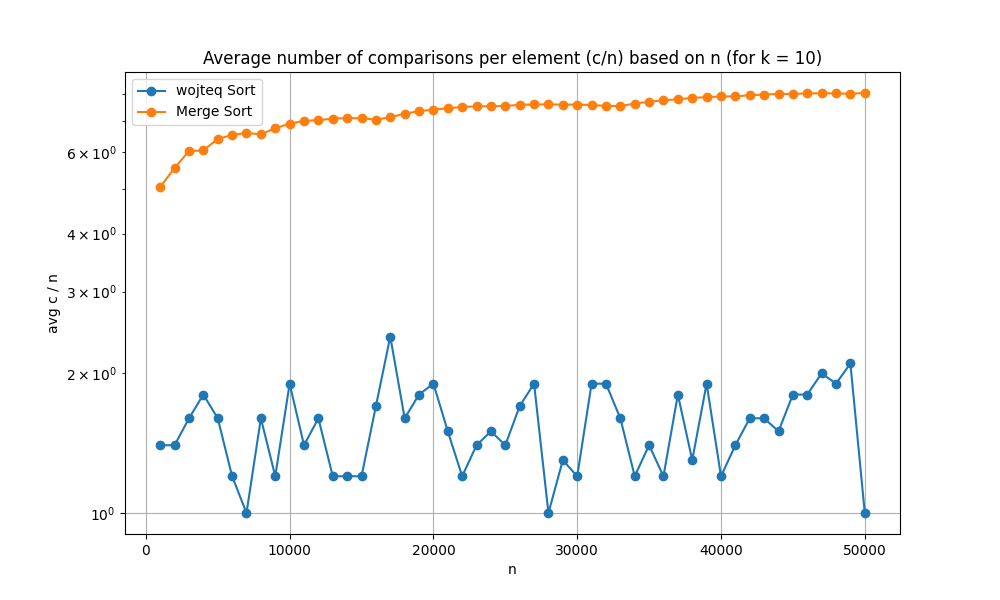 Average number of comparisons per element (c/n) based on n (for k = 10)
wojteq Sort
Merge Sort
6 × 10⁰
4 × 10⁰
3 × 10⁰
2 × 10⁰
10⁰
avg c / n
0 10000 20000 30000 40000 50000
n